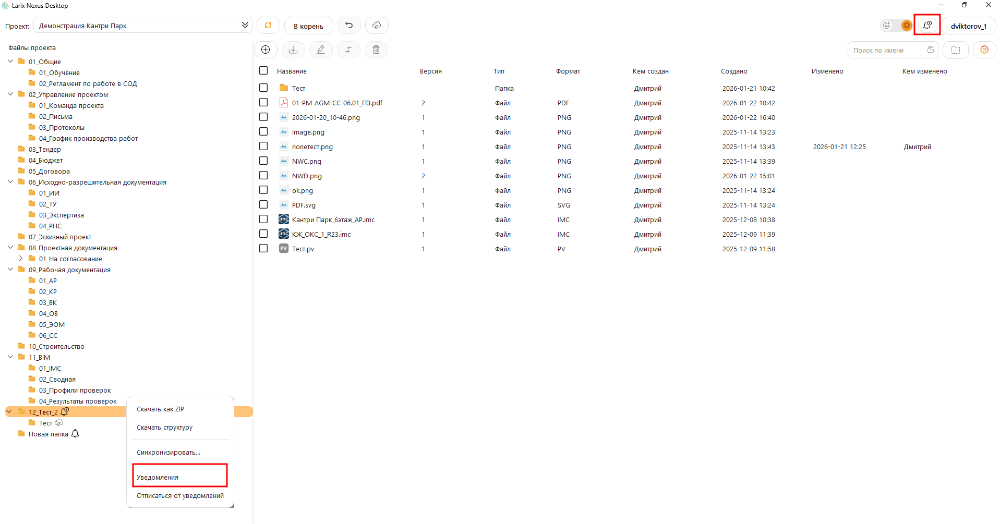 Larix Nexus Desktop
Проект: Демонстрация Кантри Парк В корень dviktorov_1
Файлы проекта
01_Общие
01_Обучение
02_Регламент по работе в СОД
02_Управление проектом
01_Команда проекта
02_Письма
03_Протоколы
04_График производства работ
03_Тендер
04_Бюджет
05_Договора
06_Исходно-разрешительная документация
01_ИИ
02_ТУ
03_Экспертиза
04_РНС
07_Эскизный проект
08_Проектная документация
01_На согласование
09_Рабочая документация
01_АР
02_КР
03_ВК
04_ОВ
05_ЭОМ
06_СС
10_Строительство
11_BIM
01_IMC
02_Сводная
03_Профили проверок
04_Результаты проверок
12_Тест_2
Тест
Новая папка
Скачать как ZIP
Скачать структуру
Синхронизировать...
Уведомления
Отписаться от уведомлений
Поиск по имени
Название Версия Тип Формат Кем создан Создано Изменено Кем изменено
Тест Папка Дмитрий 2026-01-21 10:42
01-PM-AGM-CC-06.01_ПЗ.pdf 2 Файл PDF Дмитрий 2026-01-22 10:42
2026-01-20_10-46.png 1 Файл PNG Дмитрий 2026-01-22 16:40
Image.png 1 Файл PNG Дмитрий 2025-11-14 13:23
nonетест.png 1 Файл PNG Дмитрий 2025-11-14 13:43 2026-01-21 12:25 Дмитрий
NWC.png 1 Файл PNG Дмитрий 2025-11-14 13:39
NWD.png 2 Файл PNG Дмитрий 2026-01-22 15:01
ok.png 1 Файл PNG Дмитрий 2025-11-14 13:24
PDF.svg 1 Файл SVG Дмитрий 2025-11-14 13:24
imc Кантри Парк_6этаж_АР.imc 1 Файл IMC Дмитрий 2025-12-08 10:38
imc КЖ_ОКС_1_R23.imc 1 Файл IMC Дмитрий 2025-12-09 11:39
PV Тест.pv 1 Файл PV Дмитрий 2025-12-09 11:58